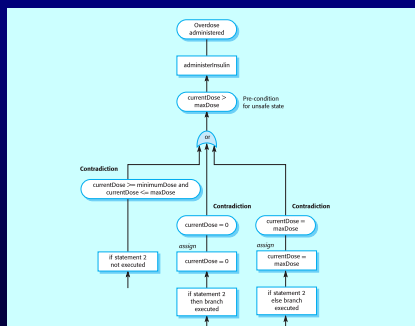 Overdose
administered
administerInsulin
currentDose >
maxDose
Pre-condition
for unsafe state
or
Contradiction
currentDose >= minimumDose and
currentDose <= maxDose
Contradiction
Contradiction
currentDose = 0
currentDose =
maxDose
assign
assign
if statement 2
not executed
currentDose = 0
currentDose =
maxDose
if statement 2
then branch
executed
if statement 2
else branch
executed